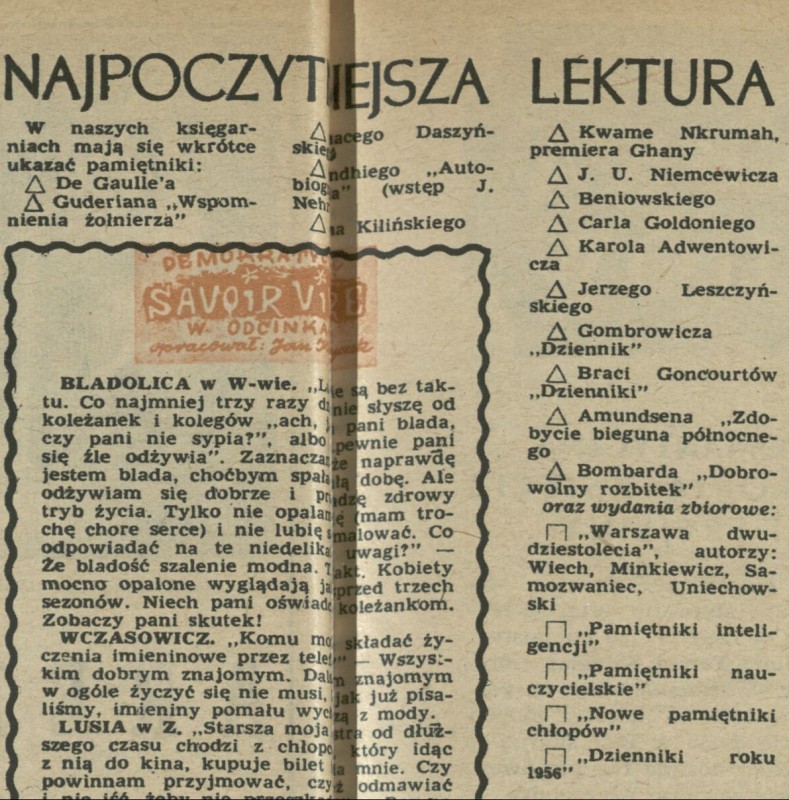 NAJPOCZYTNIEJSZA LEKTURA
W naszych księgar-
niach mają się wkrótce
ukazać pamiętniki:
△ De Gaulle'a
△ Guderiana „Wspom-
nienia żołnierza"
△ nacego Daszyń-
skie
△ ndhiego „Auto-
biog a" (wstęp J.
Neh
△ na Kilińskiego
△ Kwame Nkrumah,
premiera Ghany
△ J. U. Niemcewicza
△ Beniowskiego
△ Carla Goldoniego
△ Karola Adwentowi-
cza
△ Jerzego Leszczyń-
skiego
△ Gombrowicza
„Dziennik"
△ Braci Goncourtów
„Dzienniki"
△ Amundsena „Zdo-
bycie bieguna północne-
go
△ Bombarda „Dobro-
wolny rozbitek"
oraz wydania zbiorowe:
□ „Warszawa dwu-
dziestolecia", autorzy:
Wiech, Minkiewicz, Sa-
mozwaniec, Uniechow-
ski
□ „Pamiętniki inteli-
gencji"
□ „Pamiętniki nau-
czycielskie"
□ „Nowe pamiętniki
chłopów"
□ „Dzienniki roku
1956"
SAVOIR V RE
W ODCINKA
opracował: Jan
BLADOLICA w W-wie. są bez tak-
tu. Co najmniej trzy razy słyszę od
koleżanek i kolegów „ach, pani blada,
czy pani nie sypia?", albo pewnie pani
się źle odżywia". Zaznacza że naprawdę
jestem blada, choćbym spała dobę. Ale
odżywiam się dobrze i zdrowy
tryb życia. Tylko nie opala (mam tro-
chę chore serce) i nie lubię malować. Co
odpowiadać na te niedelika uwagi?" —
Że bladość szalenie modna. Kobiety
mocno opalone wyglądają przed trzech
sezonów. Niech pani oświad koleżankom.
Zobaczy pani skutek!
WCZASOWICZ. „Komu mo składać ży-
czenia imieninowe przez tele — Wszyst-
kim dobrym znajomym. znajomym
w ogóle życzyć się nie musi, jak już pisa-
liśmy, imieniny pomału z mody.
LUSIA w Z. „Starsza moja od dłuż-
szego czasu chodzi z chłop który idąc
z nią do kina, kupuje bilet mnie. Czy
powinnam przyjmować, odmawiać